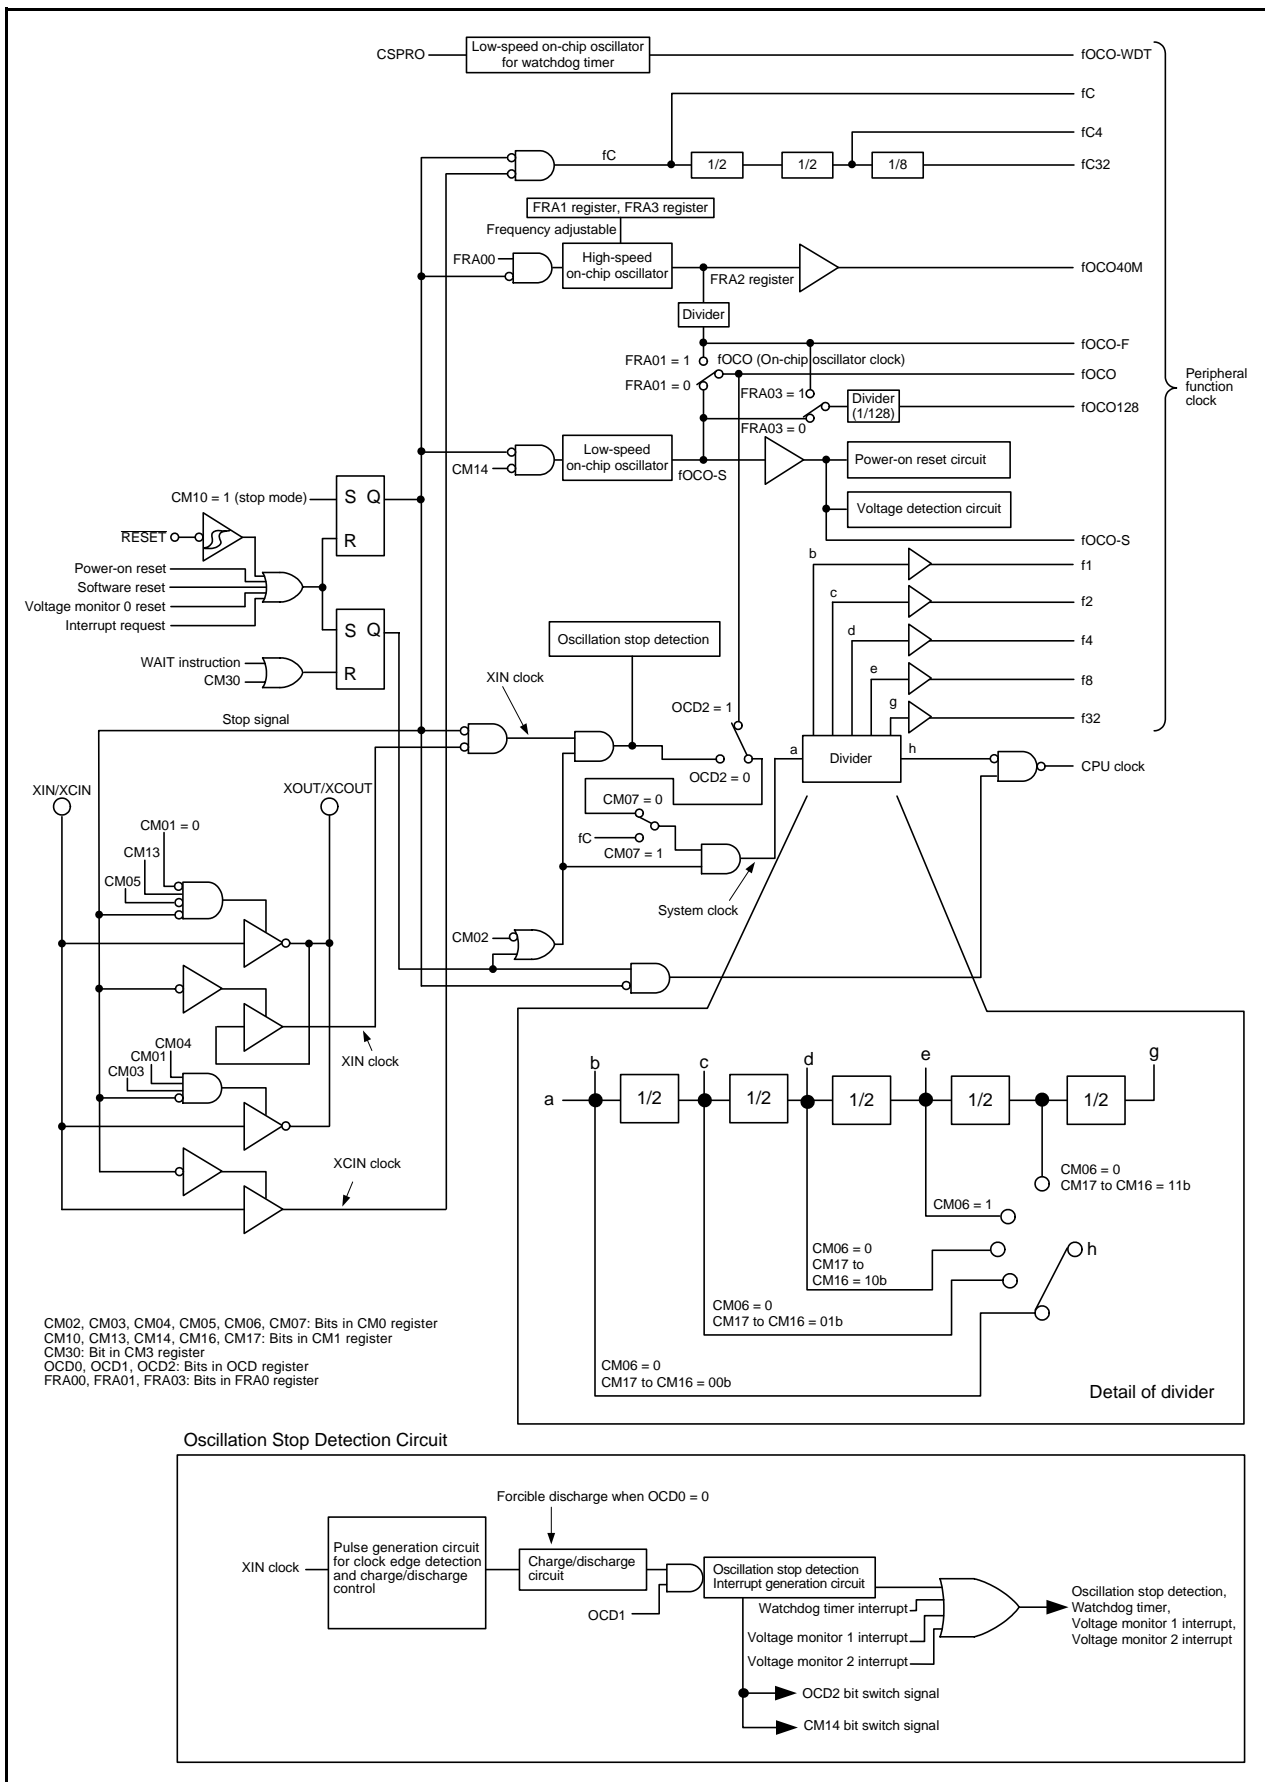 CSPRO
Low-speed on-chip oscillator
for watchdog timer
fOCO-WDT
fC
fC4
fC
1/2
1/2
1/8
fC32
FRA1 register, FRA3 register
Frequency adjustable
FRA00
High-speed
on-chip oscillator
FRA2 register
fOCO40M
Divider
fOCO-F
FRA01 = 1
fOCO (On-chip oscillator clock)
fOCO
FRA01 = 0
FRA03 = 1
Divider
(1/128)
fOCO128
FRA03 = 0
Peripheral
function
clock
Low-speed
on-chip oscillator
CM14
fOCO-S
Power-on reset circuit
Voltage detection circuit
fOCO-S
CM10 = 1 (stop mode)
S Q
R
RESET
Power-on reset
Software reset
Voltage monitor 0 reset
Interrupt request
S Q
R
WAIT instruction
CM30
b
f1
c
f2
d
f4
e
f8
g
f32
Oscillation stop detection
XIN clock
Stop signal
OCD2 = 1
OCD2 = 0
a
Divider
h
CPU clock
XIN/XCIN
XOUT/XCOUT
CM07 = 0
fC
CM07 = 1
System clock
CM01 = 0
CM13
CM05
CM02
XIN clock
CM04
CM01
CM03
XCIN clock
b
c
d
e
g
a
1/2
1/2
1/2
1/2
1/2
CM06 = 0
CM17 to CM16 = 11b
CM06 = 1
CM06 = 0
CM17 to
CM16 = 10b
h
CM06 = 0
CM17 to CM16 = 01b
CM06 = 0
CM17 to CM16 = 00b
Detail of divider
CM02, CM03, CM04, CM05, CM06, CM07: Bits in CM0 register
CM10, CM13, CM14, CM16, CM17: Bits in CM1 register
CM30: Bit in CM3 register
OCD0, OCD1, OCD2: Bits in OCD register
FRA00, FRA01, FRA03: Bits in FRA0 register
Oscillation Stop Detection Circuit
Forcible discharge when OCD0 = 0
XIN clock
Pulse generation circuit
for clock edge detection
and charge/discharge
control
Charge/discharge
circuit
OCD1
Oscillation stop detection
Interrupt generation circuit
Watchdog timer interrupt
Voltage monitor 1 interrupt
Voltage monitor 2 interrupt
Oscillation stop detection,
Watchdog timer,
Voltage monitor 1 interrupt,
Voltage monitor 2 interrupt
OCD2 bit switch signal
CM14 bit switch signal